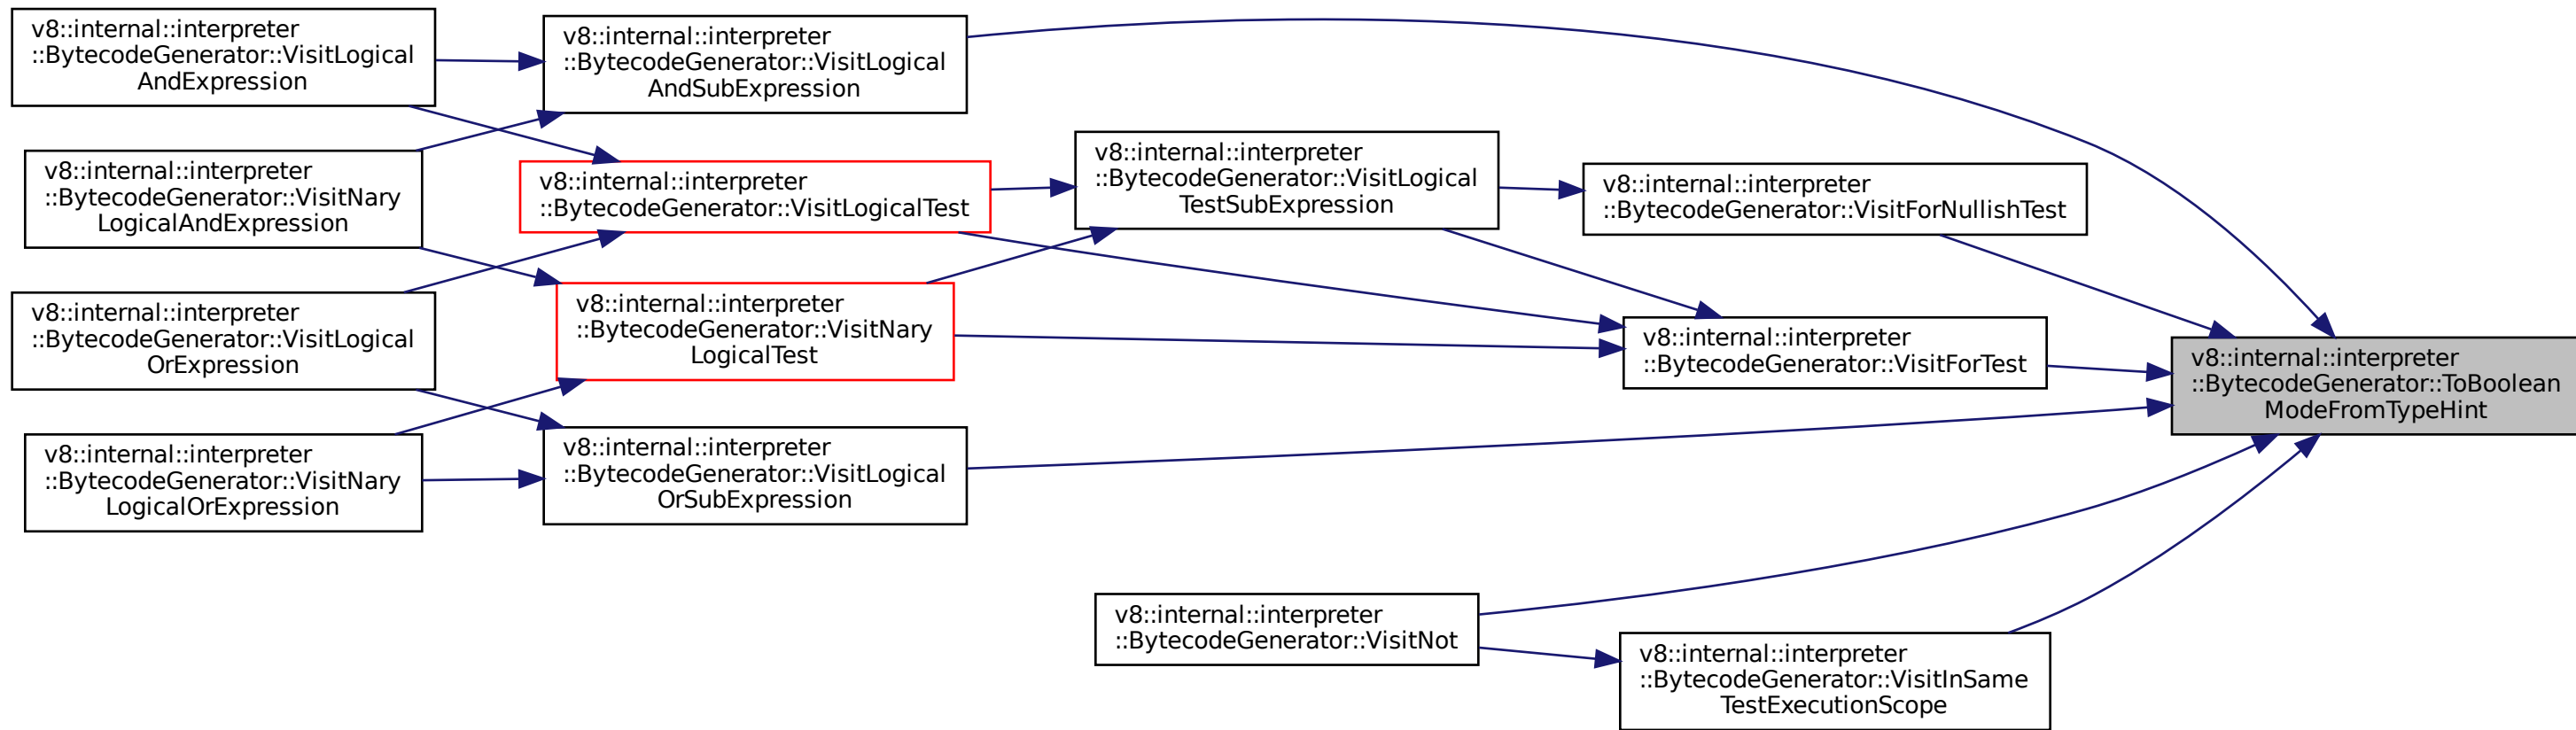 v8::internal::interpreter
::BytecodeGenerator::VisitLogical
AndExpression
v8::internal::interpreter
::BytecodeGenerator::VisitNary
LogicalAndExpression
v8::internal::interpreter
::BytecodeGenerator::VisitLogical
OrExpression
v8::internal::interpreter
::BytecodeGenerator::VisitNary
LogicalOrExpression
v8::internal::interpreter
::BytecodeGenerator::VisitLogical
AndSubExpression
v8::internal::interpreter
::BytecodeGenerator::VisitLogicalTest
v8::internal::interpreter
::BytecodeGenerator::VisitNary
LogicalTest
v8::internal::interpreter
::BytecodeGenerator::VisitLogical
OrSubExpression
v8::internal::interpreter
::BytecodeGenerator::VisitLogical
TestSubExpression
v8::internal::interpreter
::BytecodeGenerator::VisitNot
v8::internal::interpreter
::BytecodeGenerator::VisitForNullishTest
v8::internal::interpreter
::BytecodeGenerator::VisitForTest
v8::internal::interpreter
::BytecodeGenerator::VisitInSame
TestExecutionScope
v8::internal::interpreter
::BytecodeGenerator::ToBoolean
ModeFromTypeHint